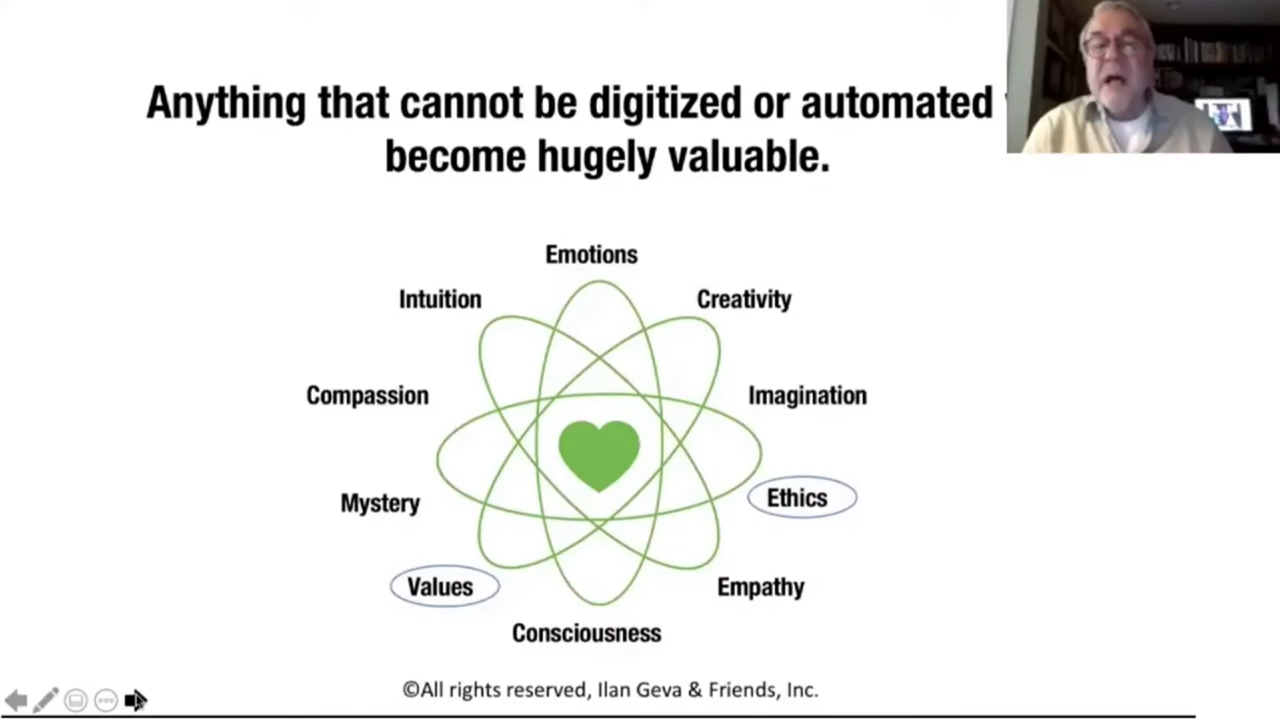 Anything that cannot be digitized or automated
become hugely valuable.
Emotions
Intuition
Creativity
Compassion
Imagination
Mystery
Ethics
Values
Empathy
Consciousness
©All rights reserved, Ilan Geva & Friends, Inc.